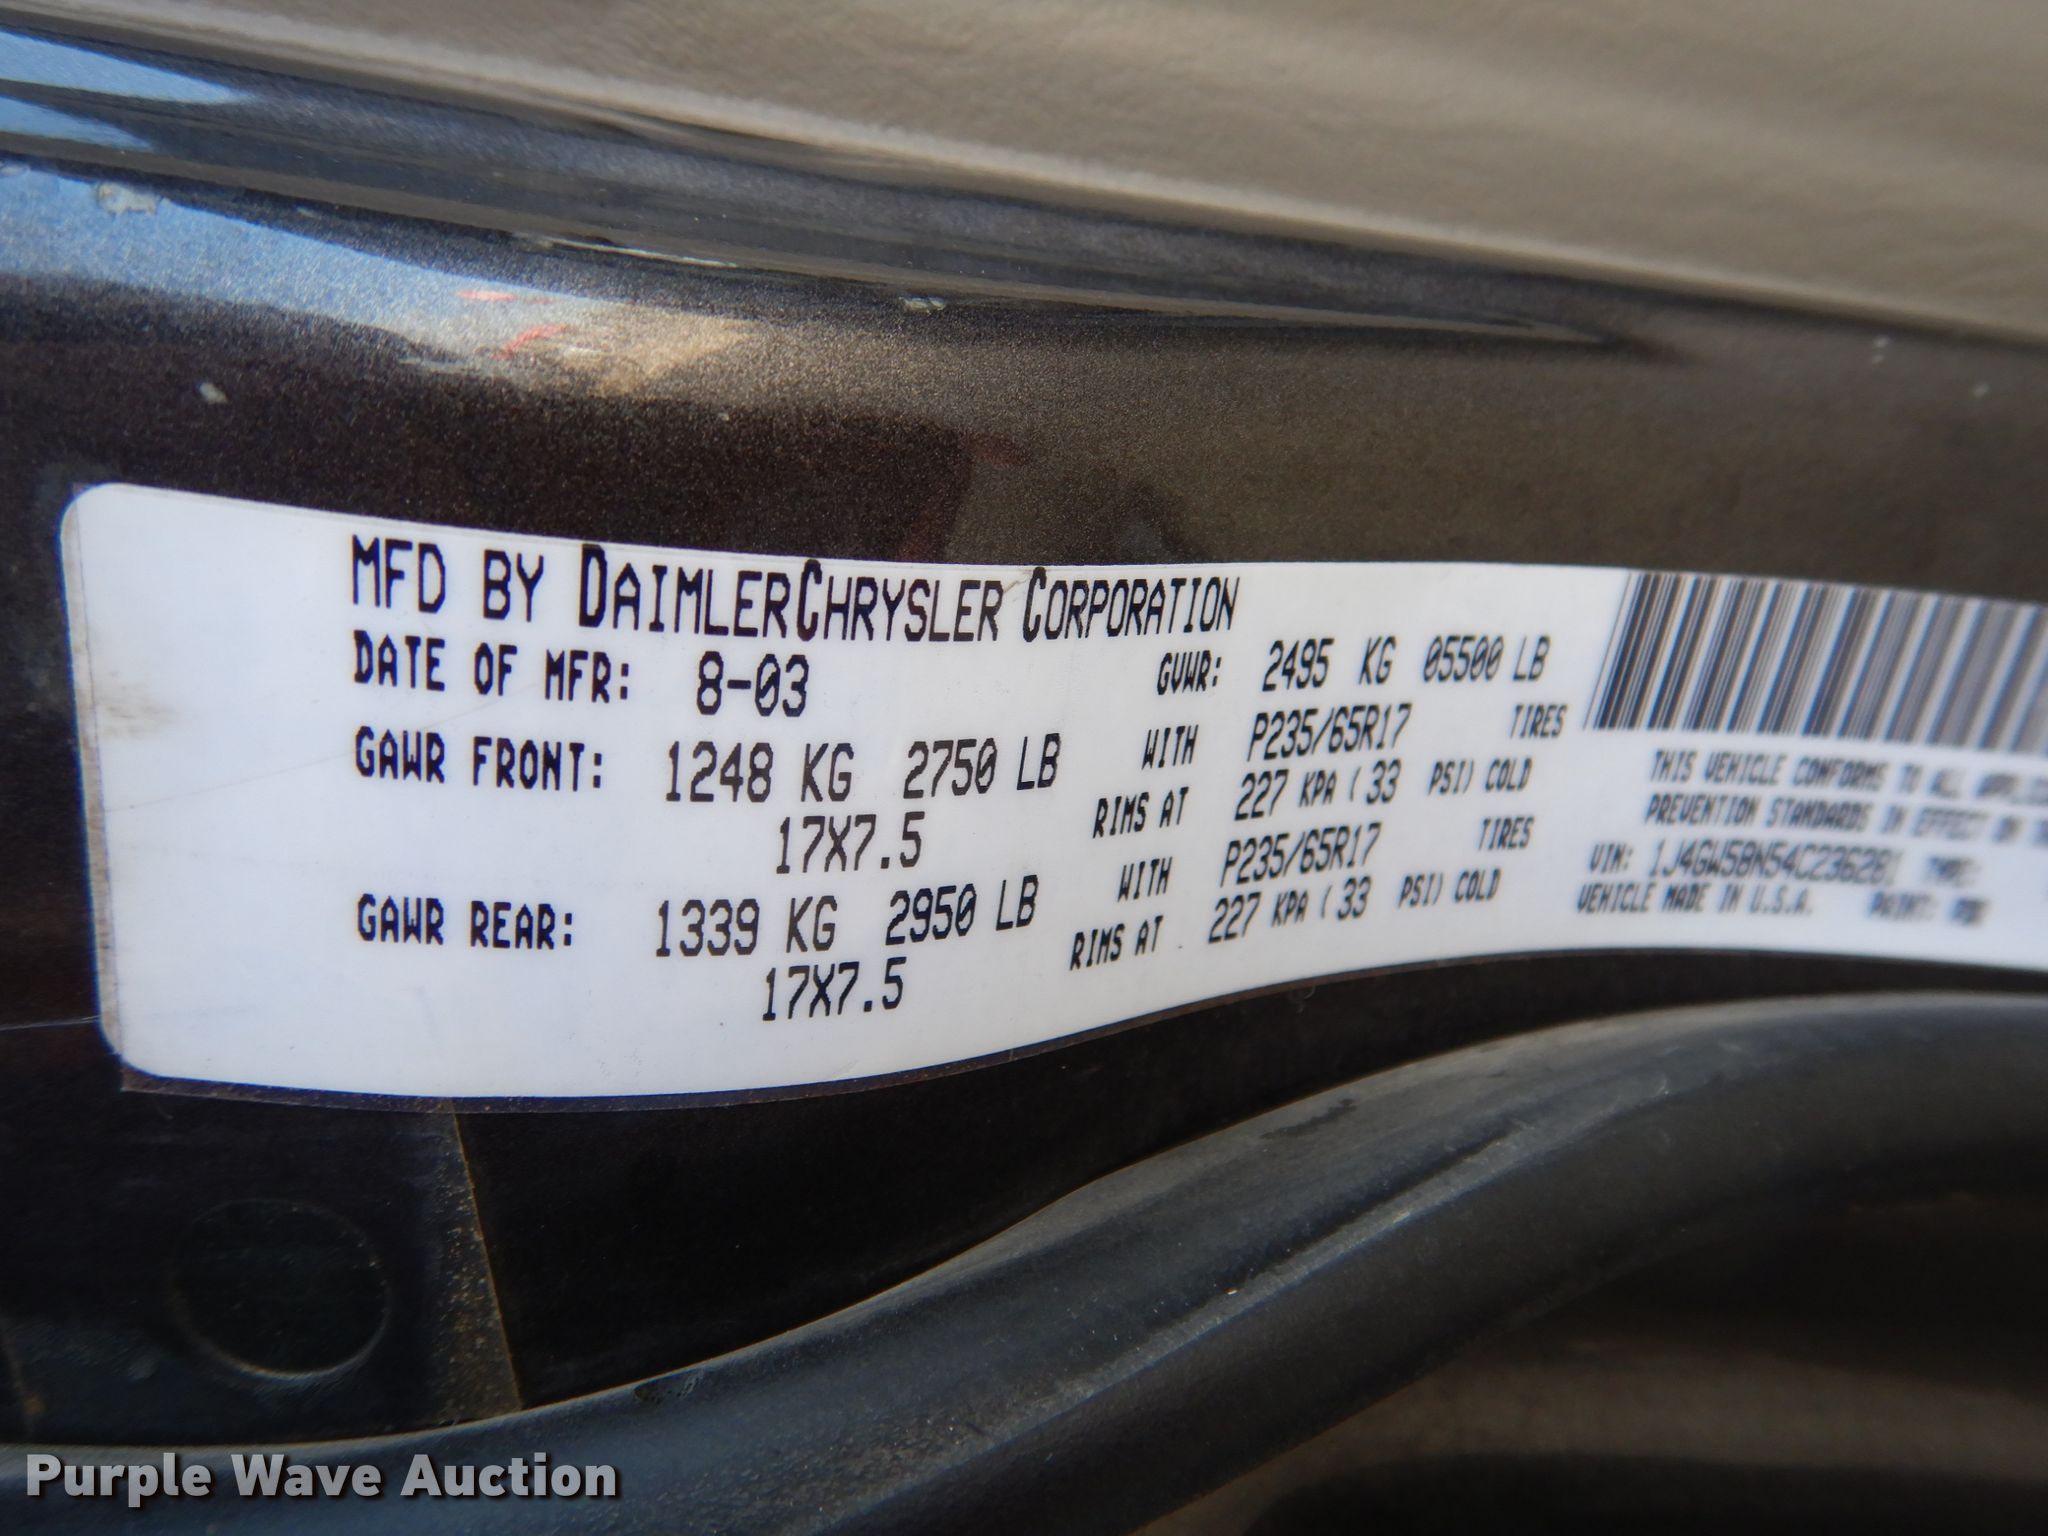 MFD BY DAIMLERCHRYSLER CORPORATION
DATE OF MFR: 8-03 GVWR: 2495 KG 05500 LB
GAWR FRONT: 1248 KG 2750 LB WITH P235/65R17 TIRES
17X7.5 RIMS AT 227 KPA ( 33 PSI) COLD
GAWR REAR: 1339 KG 2950 LB WITH P235/65R17 TIRES
17X7.5 RIMS AT 227 KPA ( 33 PSI) COLD
THIS VEHICLE CONFORMS TO ALL
PREVENTION STANDARDS IN EFFECT ON
VIN: 1J4GW58N54C236281 TYPE:
VEHICLE MADE IN U.S.A. PAINT:
Purple Wave Auction